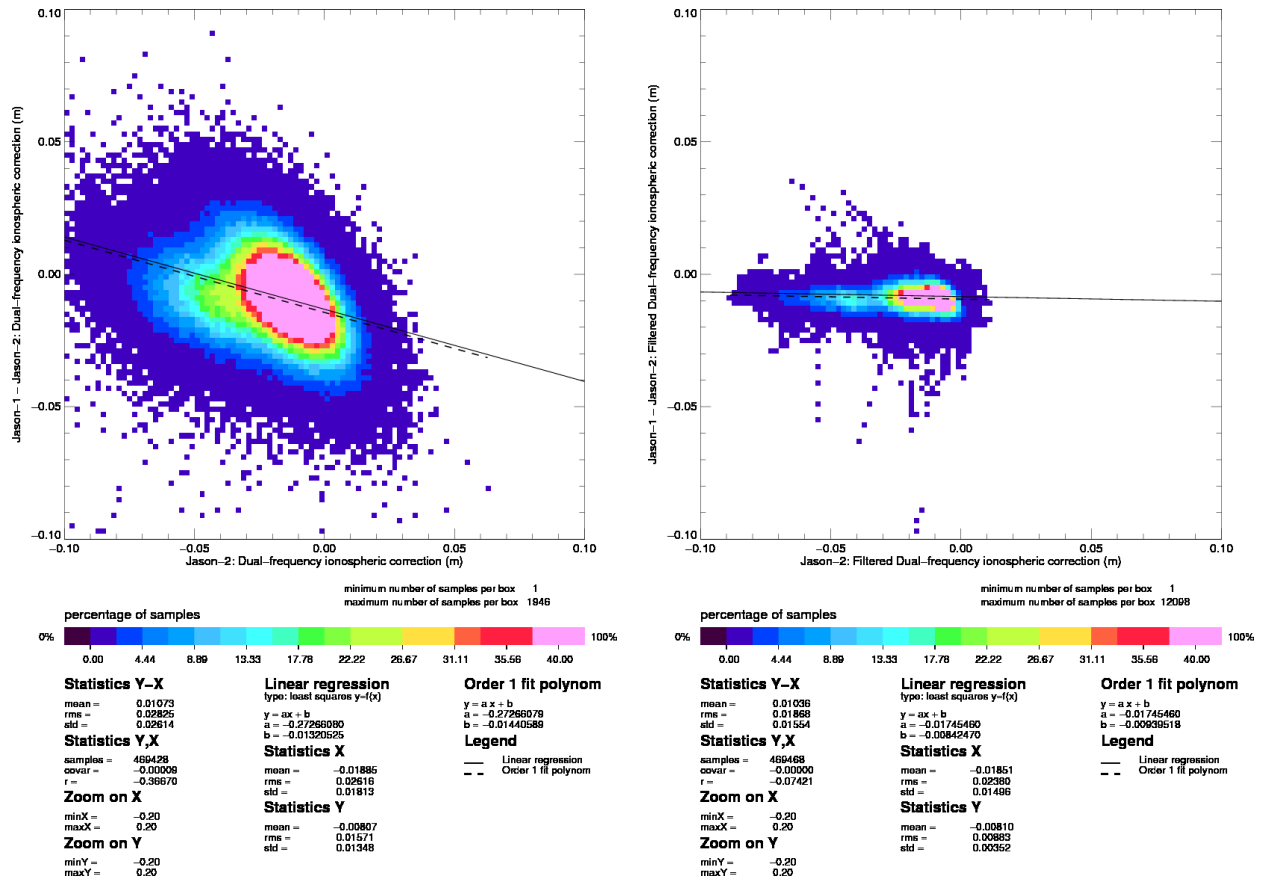 0.10
0.05
0.00
−0.05
−0.10
Jason−1 − Jason−2: Dual−frequency ionospheric correction (m)
−0.10 −0.05 0.00 0.05 0.10
Jason−2: Dual−frequency ionospheric correction (m)
minimum number of samples per box 1
maximum number of samples per box 1946
percentage of samples
0% 100%
0.00 4.44 8.89 13.33 17.78 22.22 26.67 31.11 35.56 40.00
Statistics Y−X
mean = 0.01073
rms = 0.02825
std = 0.02614
Statistics Y,X
samples = 469428
covar = −0.00009
r = −0.36670
Zoom on X
minX = −0.20
maxX = 0.20
Zoom on Y
minY = −0.20
maxY = 0.20
Linear regression
type: least squares y−f(x)
y = ax + b
a = −0.27266080
b = −0.01320525
Statistics X
mean = −0.01885
rms = 0.02616
std = 0.01813
Statistics Y
mean = −0.00807
rms = 0.01571
std = 0.01348
Order 1 fit polynom
y = a x + b
a = −0.27266079
b = −0.01440589
Legend
Linear regression
Order 1 fit polynom
0.10
0.05
0.00
−0.05
−0.10
Jason−1 − Jason−2: Filtered Dual−frequency ionospheric correction (m)
−0.10 −0.05 0.00 0.05 0.10
Jason−2: Filtered Dual−frequency ionospheric correction (m)
minimum number of samples per box 1
maximum number of samples per box 12098
percentage of samples
0% 100%
0.00 4.44 8.89 13.33 17.78 22.22 26.67 31.11 35.56 40.00
Statistics Y−X
mean = 0.01036
rms = 0.01868
std = 0.01554
Statistics Y,X
samples = 469468
covar = −0.00000
r = −0.07421
Zoom on X
minX = −0.20
maxX = 0.20
Zoom on Y
minY = −0.20
maxY = 0.20
Linear regression
type: least squares y−f(x)
y = ax + b
a = −0.01745460
b = −0.00842470
Statistics X
mean = −0.01851
rms = 0.02380
std = 0.01496
Statistics Y
mean = −0.00810
rms = 0.00883
std = 0.00352
Order 1 fit polynom
y = a x + b
a = −0.01745460
b = −0.00939518
Legend
Linear regression
Order 1 fit polynom